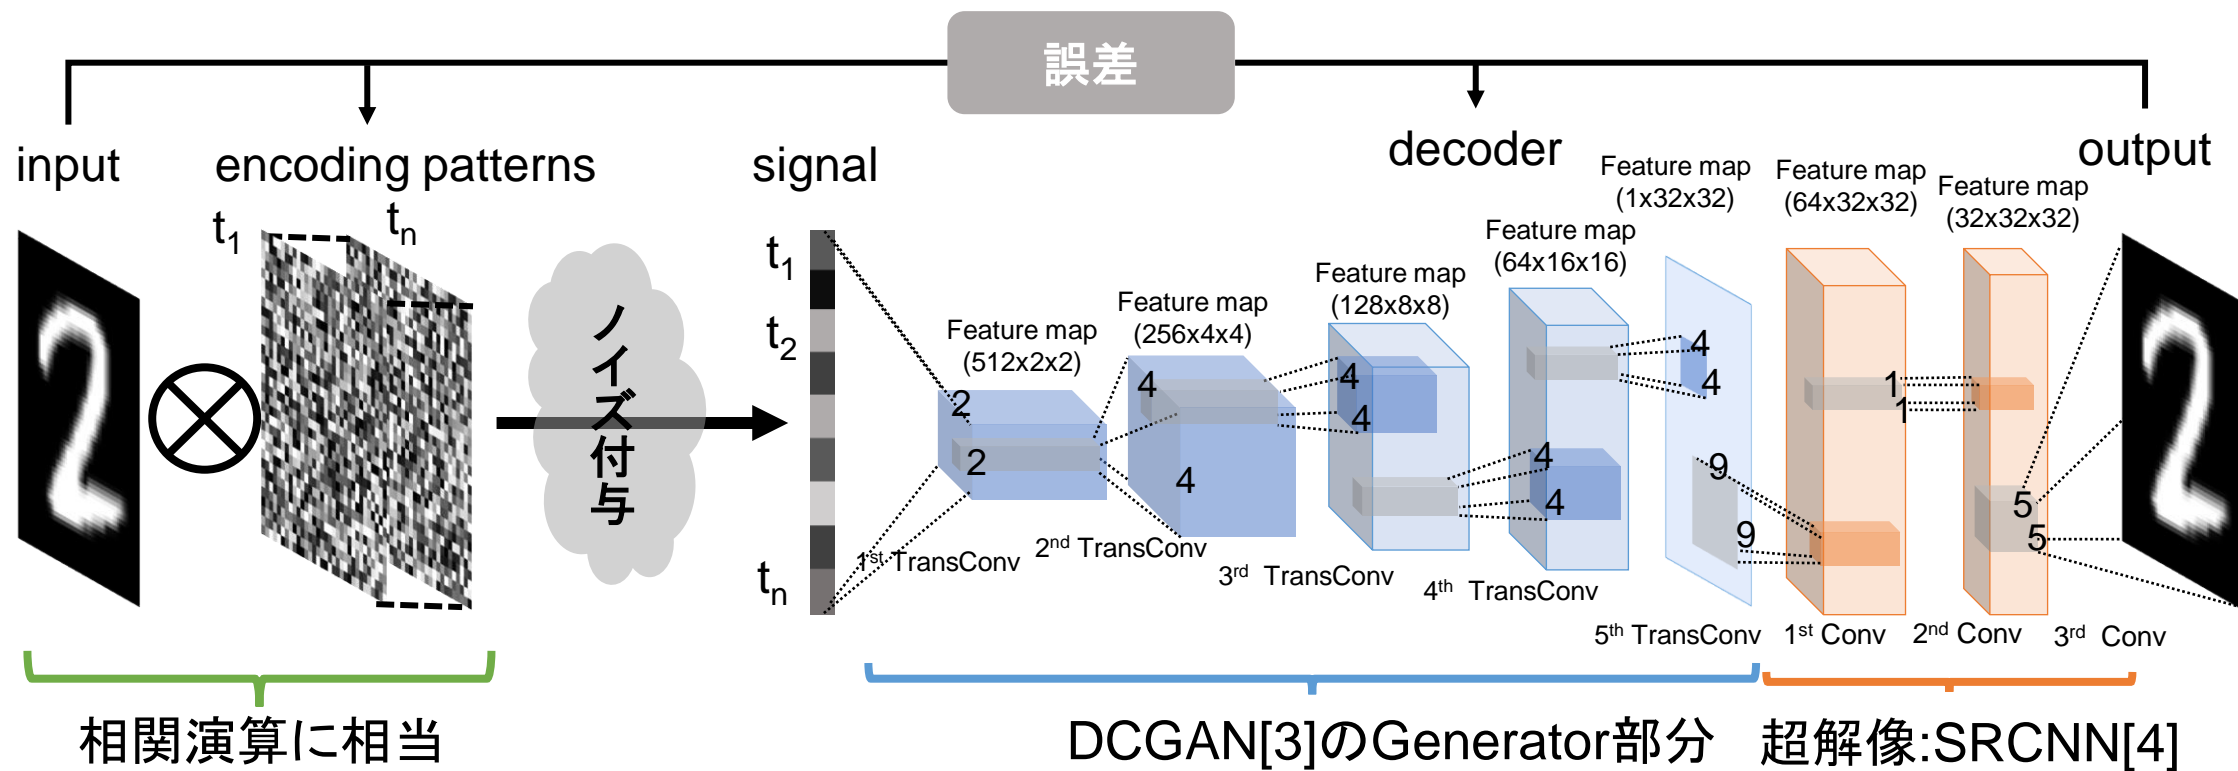 誤差
input
encoding patterns
signal
decoder
output
t1
tn
ノイズ付与
t1
t2
tn
Feature map
(512x2x2)
Feature map
(256x4x4)
Feature map
(128x8x8)
Feature map
(64x16x16)
Feature map
(1x32x32)
Feature map
(64x32x32)
Feature map
(32x32x32)
2
2
4
4
4
4
4
4
4
4
9
9
1
1
5
5
1st TransConv
2nd TransConv
3rd TransConv
4th TransConv
5th TransConv
1st Conv
2nd Conv
3rd Conv
相関演算に相当
DCGAN[3]のGenerator部分
超解像:SRCNN[4]